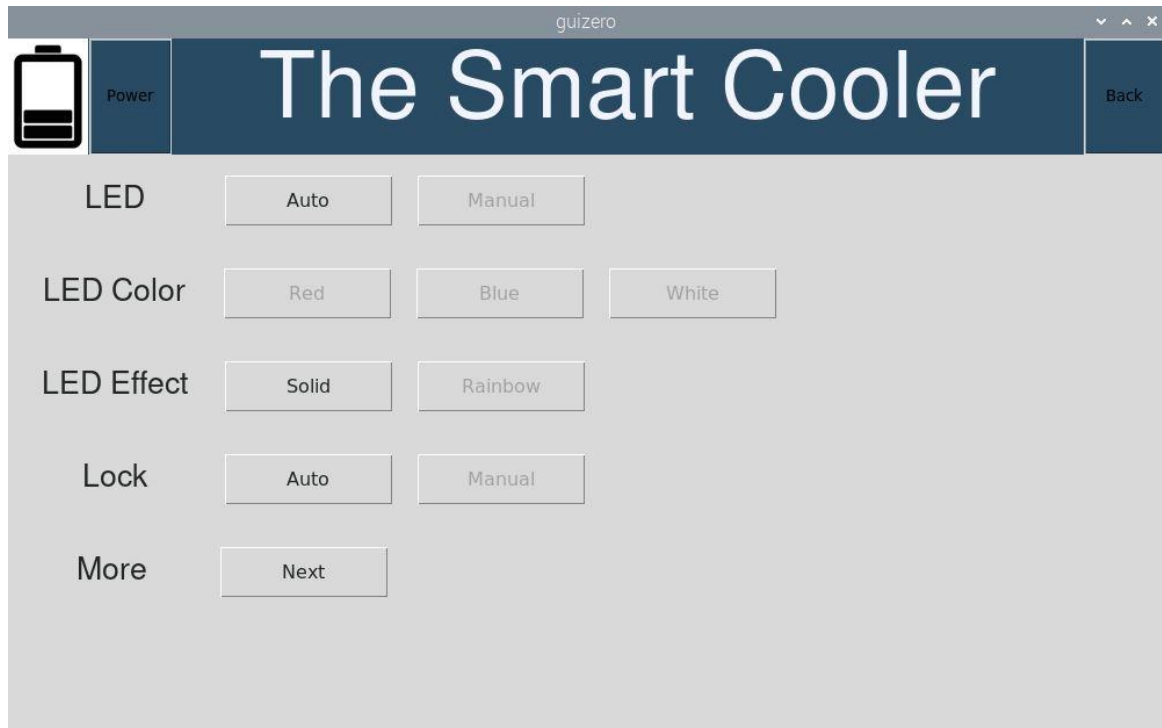 guizero
Power
The Smart Cooler
Back
LED Auto Manual
LED Color Red Blue White
LED Effect Solid Rainbow
Lock Auto Manual
More Next